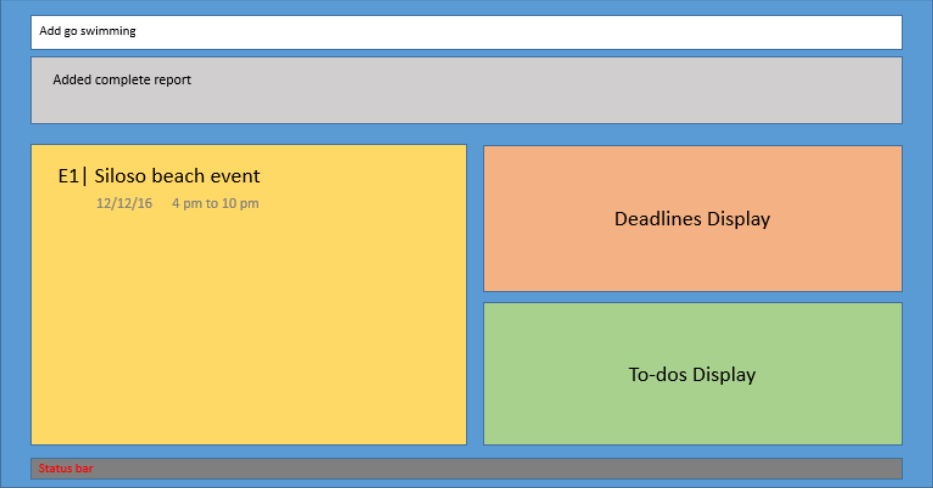 Add go swimming
Added complete report
E1| Siloso beach event
12/12/16 4 pm to 10 pm
Deadlines Display
To-dos Display
Status bar